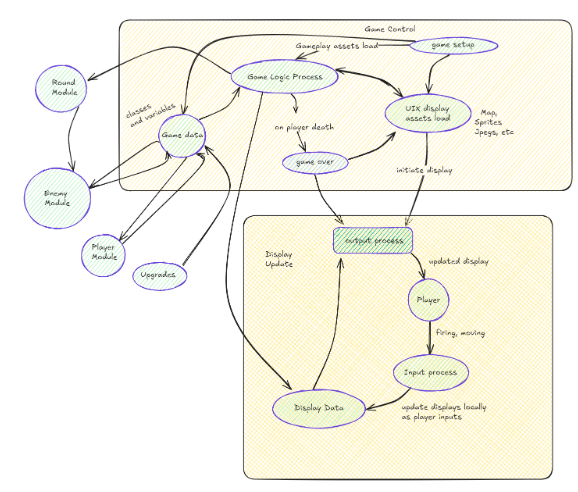 Game Control
game setup
Gameplay assets load
Round
Module
Game Logic Process
UIX display
assets load
Map,
Sprites
Jpegs, etc
classes
and variables
Game data
on player death
game over
initiate display
Enemy
Module
Player
Module
Upgrades
Display
Update
output process
updated display
Player
firing, moving
Input process
Display Data
update displays locally
as player inputs